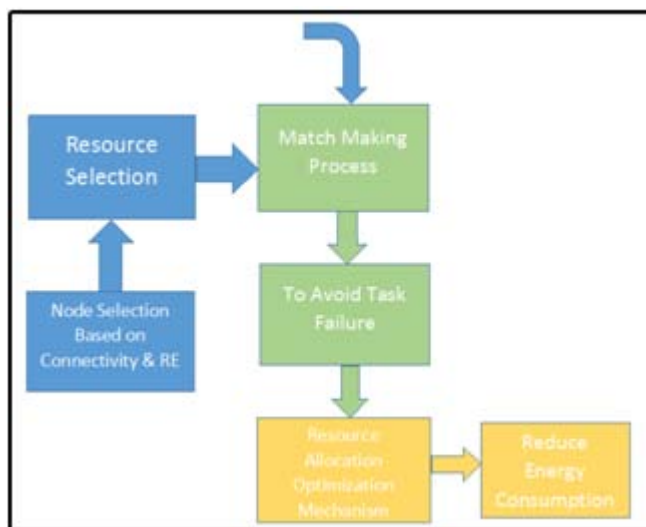 Resource
Selection
Match Making
Process
Node Selection
Based on
Connectivity & RE
To Avoid Task
Failure
Resource
Allocation
Optimization
Mechanism
Reduce
Energy
Consumption